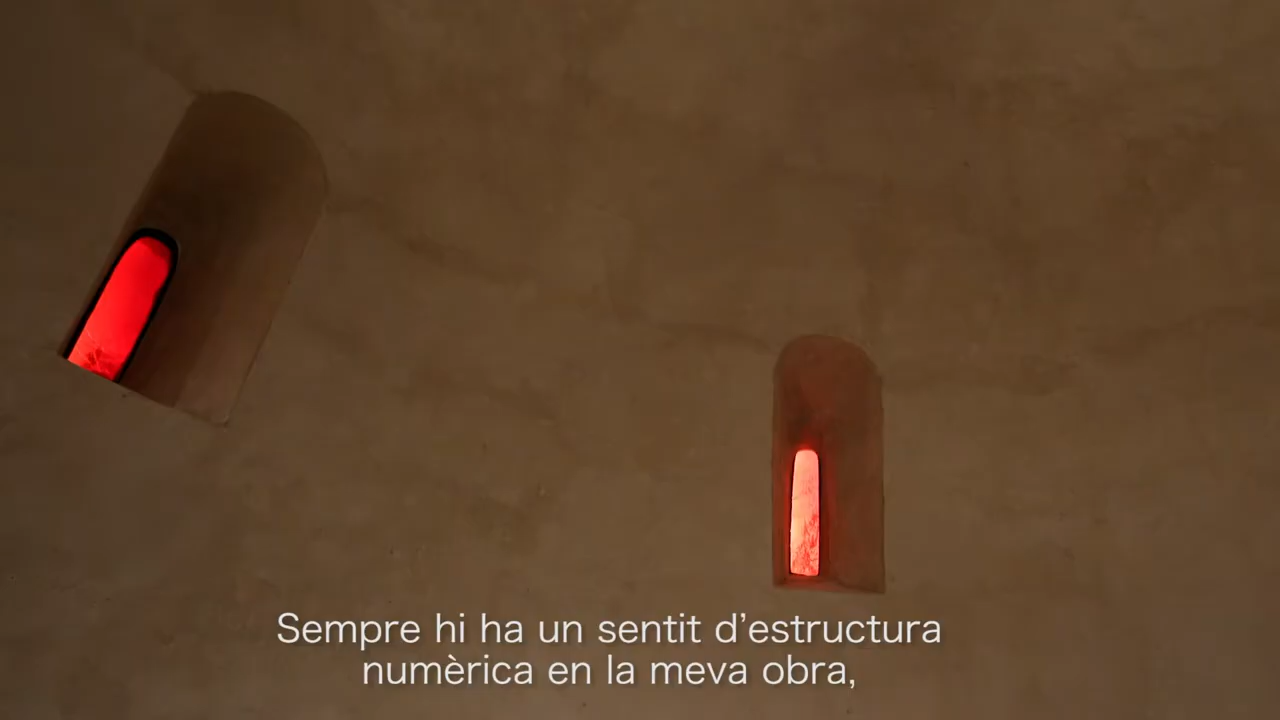 Sempre hi ha un sentit d’estructura
numèrica en la meva obra,